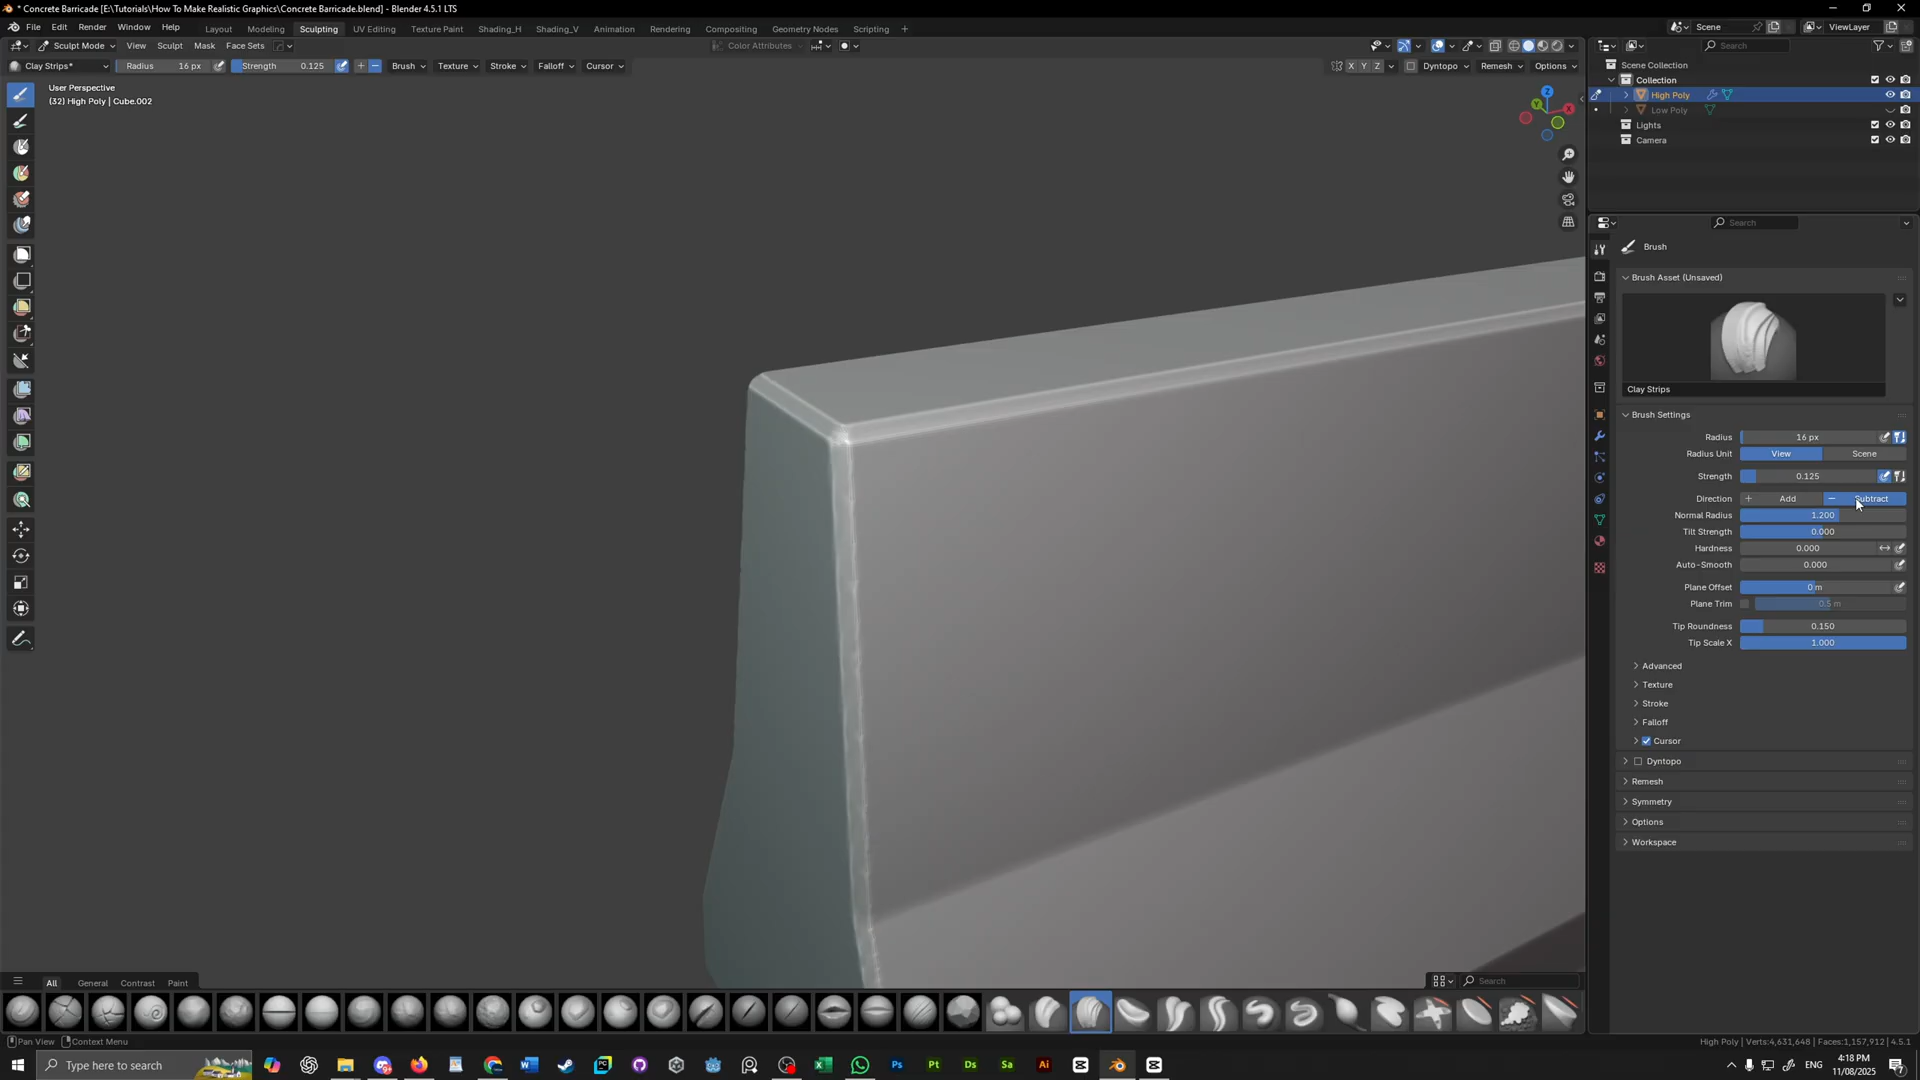 * Concrete Barricade [E:\Tutorials\How To Make Realistic Graphics\Concrete Barricade.blend] - Blender 4.5.1 LTS
File Edit Render Window Help Layout Modeling Sculpting UV Editing Texture Paint Shading_H Shading_V Animation Rendering Compositing Geometry Nodes Scripting + Scene ViewLayer
Sculpt Mode View Sculpt Mask Face Sets Color Attributes Search
Clay Strips* Radius 16 px Strength 0.125 + − Brush Texture Stroke Falloff Cursor X Y Z Dyntopo Remesh Options
Scene Collection
Collection
High Poly
Low Poly
Lights
Camera
User Perspective
(32) High Poly | Cube.002
Z
Y
X
Search
Brush
Brush Asset (Unsaved)
Clay Strips
Brush Settings
Radius 16 px
Radius Unit View Scene
Strength 0.125
Direction + Add − Subtract
Normal Radius 1.200
Tilt Strength 0.000
Hardness 0.000
Auto-Smooth 0.000
Plane Offset 0 m
Plane Trim 0.5 m
Tip Roundness 0.150
Tip Scale X 1.000
Advanced
Texture
Stroke
Falloff
Cursor
Dyntopo
Remesh
Symmetry
Options
Workspace
All General Contrast Paint Search
Pan View Context Menu High Poly | Verts:4,631,648 | Faces:1,157,912 | 4.5.1
Type here to search Ps Pt Ds Sa Ai ENG 4:18 PM
11/08/2025